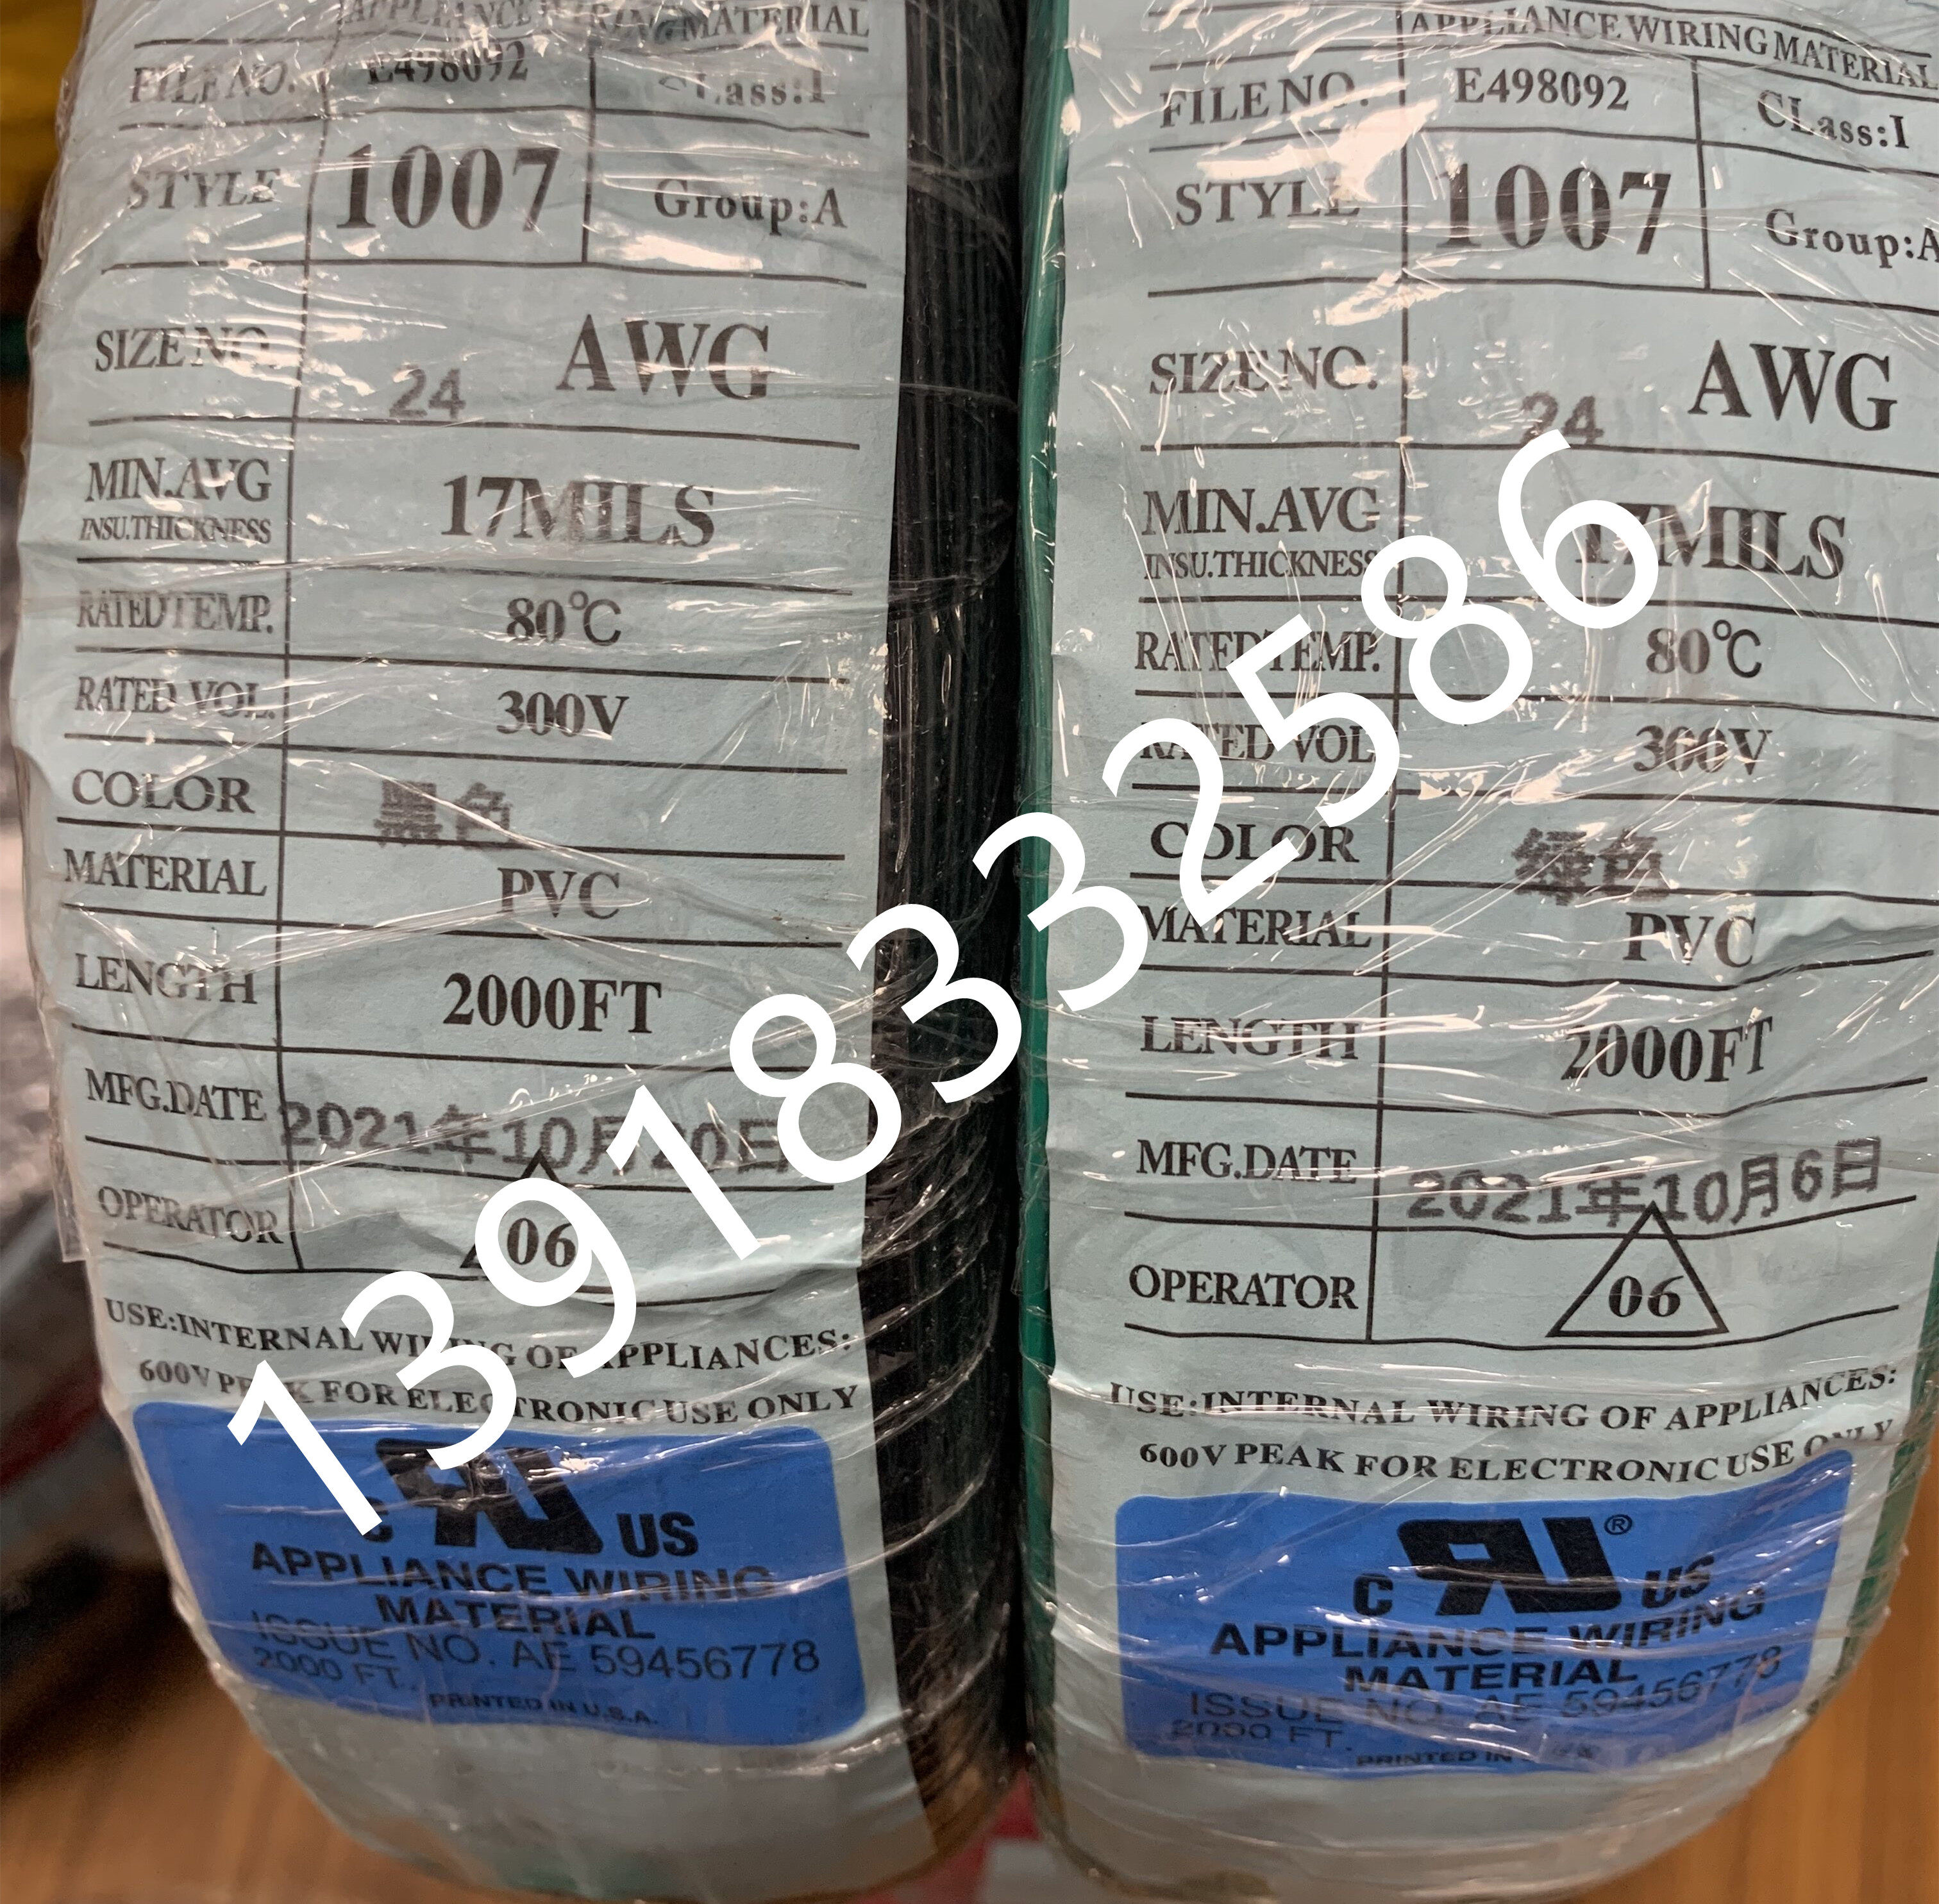 APPLIANCE WIRING MATERIAL
FILE NO. E498092 CLass:I
STYLE 1007 Group:A
SIZE NO. 24 AWG
MIN.AVG INSU.THICKNESS 17MILS
RATED TEMP. 80℃
RATED VOL. 300V
COLOR 黑色
MATERIAL PVC
LENGTH 2000FT
MFG.DATE 2021年10月20日
OPERATOR 06
USE:INTERNAL WIRING OF APPLIANCES:
600V PEAK FOR ELECTRONIC USE ONLY
C RU US
APPLIANCE WIRING
MATERIAL
ISSUE NO. AE 59456778
2000 FT.
PRINTED IN U.S.A.
APPLIANCE WIRING MATERIAL
FILE NO. E498092 CLass:I
STYLE 1007 Group:A
SIZE NO. 24 AWG
MIN.AVG INSU.THICKNESS 17MILS
RATED TEMP. 80℃
RATED VOL 300V
COLOR 绿色
MATERIAL PVC
LENGTH 2000FT
MFG.DATE 2021年10月6日
OPERATOR 06
USE:INTERNAL WIRING OF APPLIANCES:
600V PEAK FOR ELECTRONIC USE ONLY
C RU® US
APPLIANCE WIRING
MATERIAL
ISSUE NO. AE 59456778
2000 FT.
PRINTED IN
13918332586